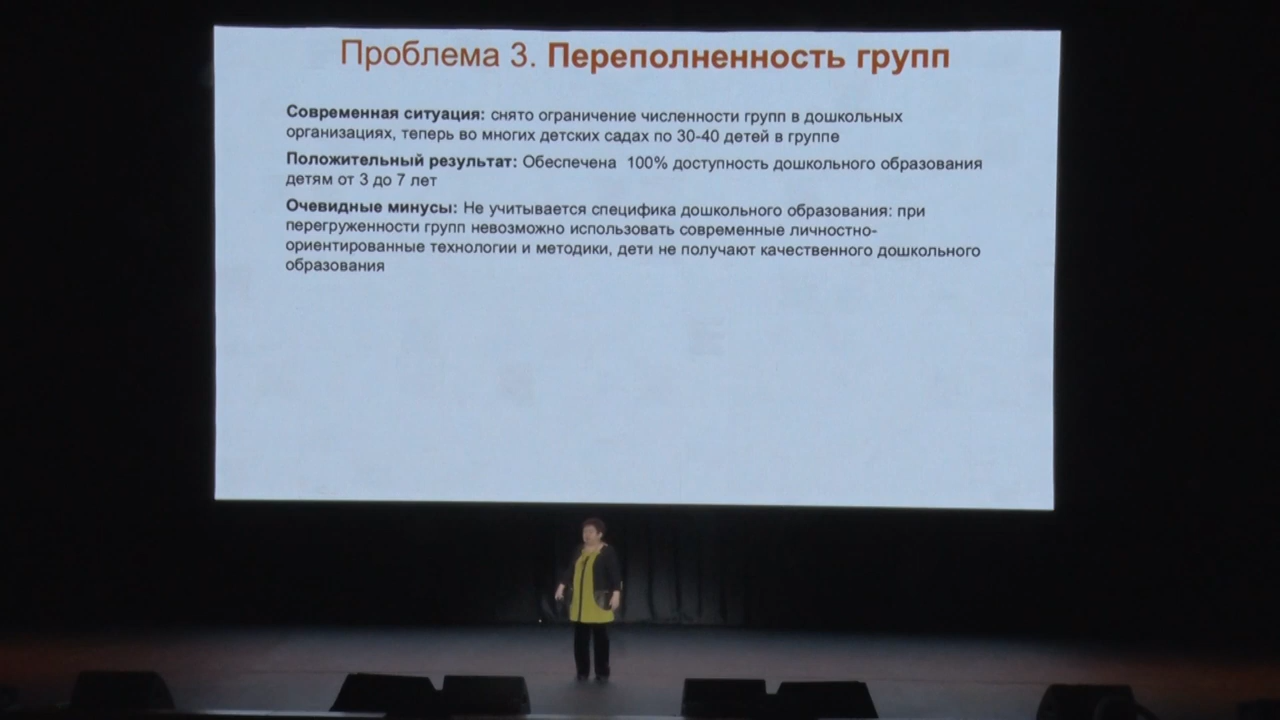 Проблема 3. Переполненность групп
Современная ситуация: снято ограничение численности групп в дошкольных
организациях, теперь во многих детских садах по 30-40 детей в группе
Положительный результат: Обеспечена 100% доступность дошкольного образования
детям от 3 до 7 лет
Очевидные минусы: Не учитывается специфика дошкольного образования: при
перегруженности групп невозможно использовать современные личностно-
ориентированные технологии и методики, дети не получают качественного дошкольного
образования